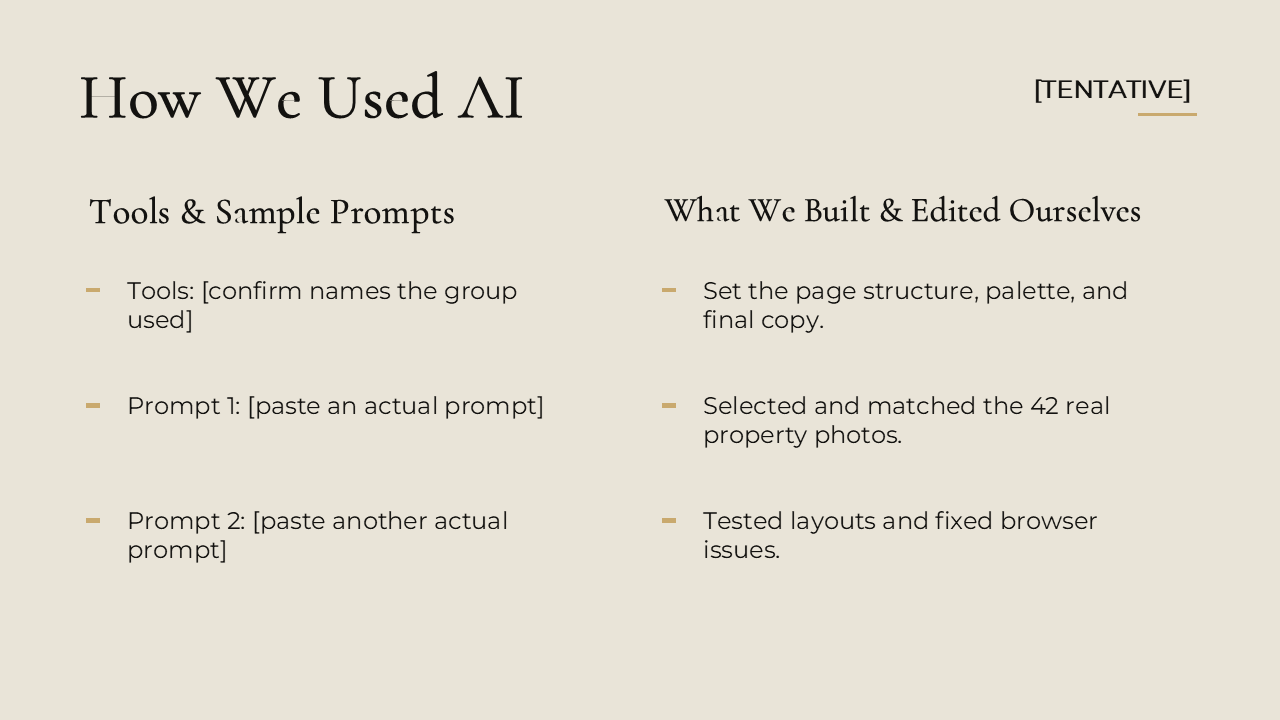 How We Used AI
[TENTATIVE]
Tools & Sample Prompts
Tools: [confirm names the group
used]
Prompt 1: [paste an actual prompt]
Prompt 2: [paste another actual
prompt]
What We Built & Edited Ourselves
Set the page structure, palette, and
final copy.
Selected and matched the 42 real
property photos.
Tested layouts and fixed browser
issues.